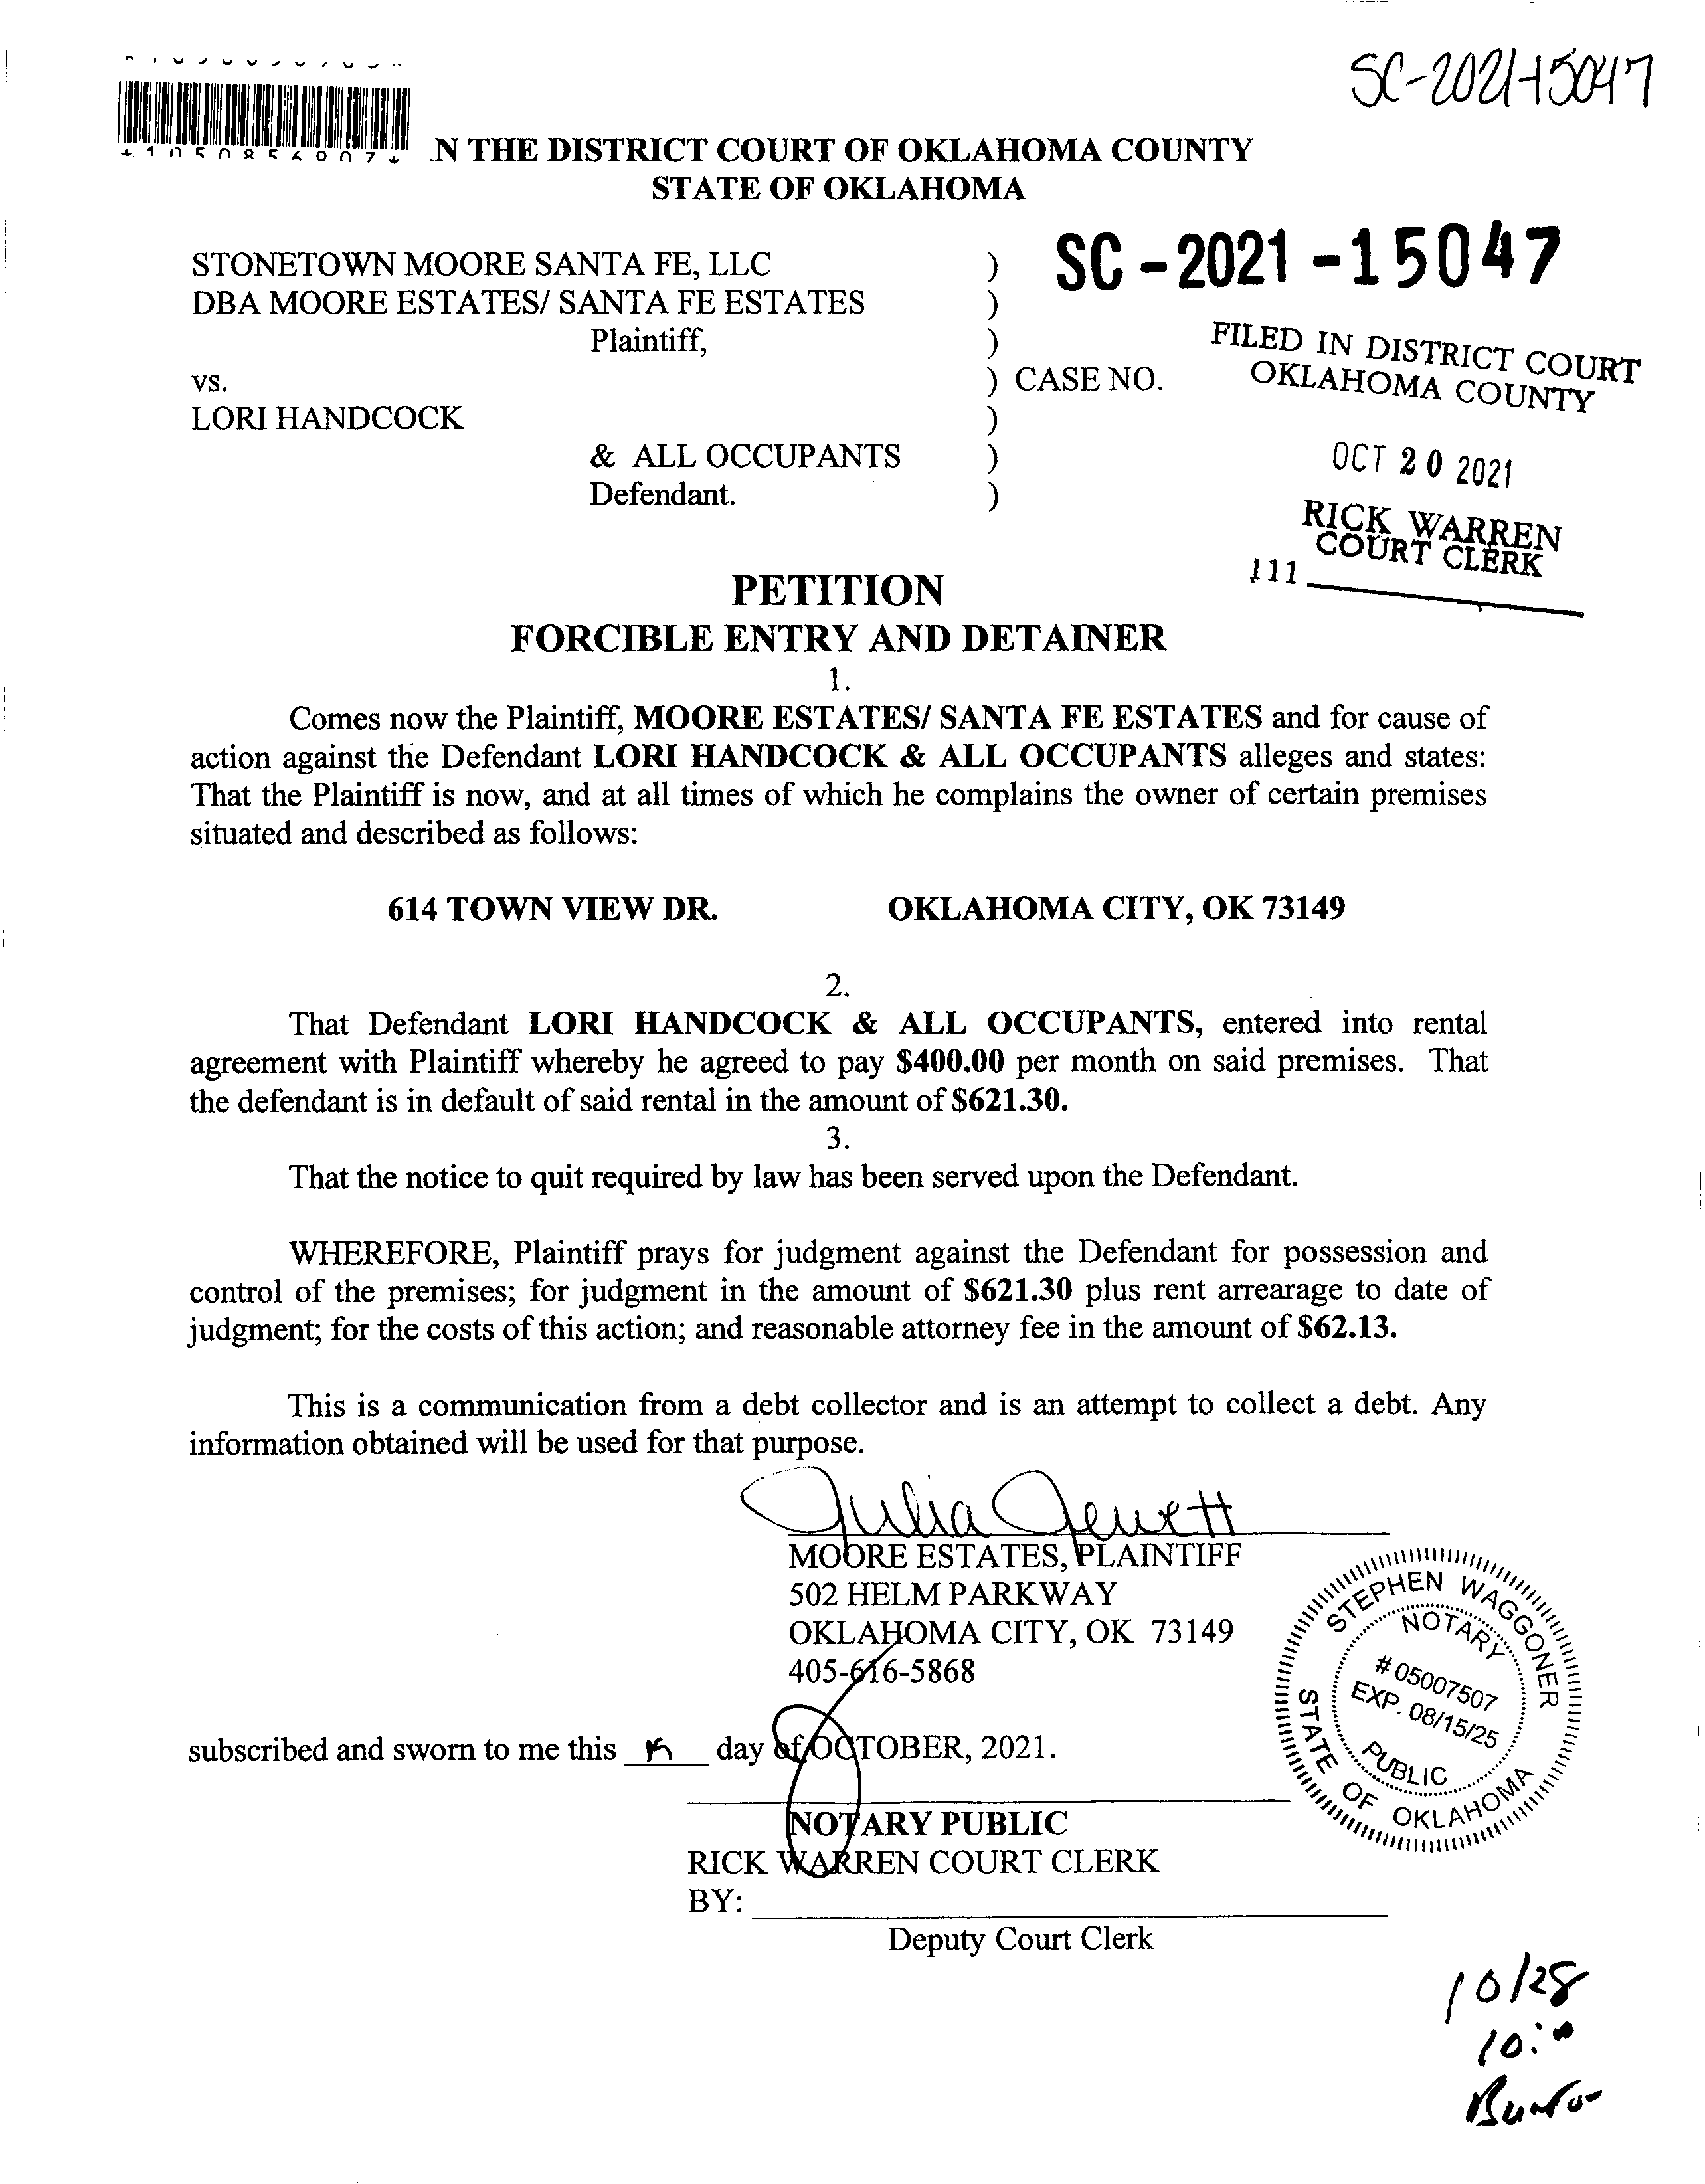 SC-2021-15047
N THE DISTRICT COURT OF OKLAHOMA COUNTY
STATE OF OKLAHOMA
STONETOWN MOORE SANTA FE, LLC )
DBA MOORE ESTATES/ SANTA FE ESTATES )
Plaintiff, )
vs. ) CASE NO.
LORI HANDCOCK )
& ALL OCCUPANTS )
Defendant. )
SC-2021-15047
FILED IN DISTRICT COURT
OKLAHOMA COUNTY
OCT 20 2021
RICK WARREN
COURT CLERK
111
PETITION
FORCIBLE ENTRY AND DETAINER
1.
Comes now the Plaintiff, MOORE ESTATES/ SANTA FE ESTATES and for cause of
action against the Defendant LORI HANDCOCK & ALL OCCUPANTS alleges and states:
That the Plaintiff is now, and at all times of which he complains the owner of certain premises
situated and described as follows:
614 TOWN VIEW DR. OKLAHOMA CITY, OK 73149
2.
That Defendant LORI HANDCOCK & ALL OCCUPANTS, entered into rental
agreement with Plaintiff whereby he agreed to pay $400.00 per month on said premises. That
the defendant is in default of said rental in the amount of $621.30.
3.
That the notice to quit required by law has been served upon the Defendant.
WHEREFORE, Plaintiff prays for judgment against the Defendant for possession and
control of the premises; for judgment in the amount of $621.30 plus rent arrearage to date of
judgment; for the costs of this action; and reasonable attorney fee in the amount of $62.13.
This is a communication from a debt collector and is an attempt to collect a debt. Any
information obtained will be used for that purpose.
Julia Jewett
MOORE ESTATES, PLAINTIFF
502 HELM PARKWAY
OKLAHOMA CITY, OK 73149
405-616-5868
STEPHEN WAGGONER
NOTARY
# 05007507
EXP. 08/15/25
PUBLIC
STATE OF OKLAHOMA
subscribed and sworn to me this day of OCTOBER, 2021.
NOTARY PUBLIC
RICK WARREN COURT CLERK
BY:
Deputy Court Clerk
10/28
10:00